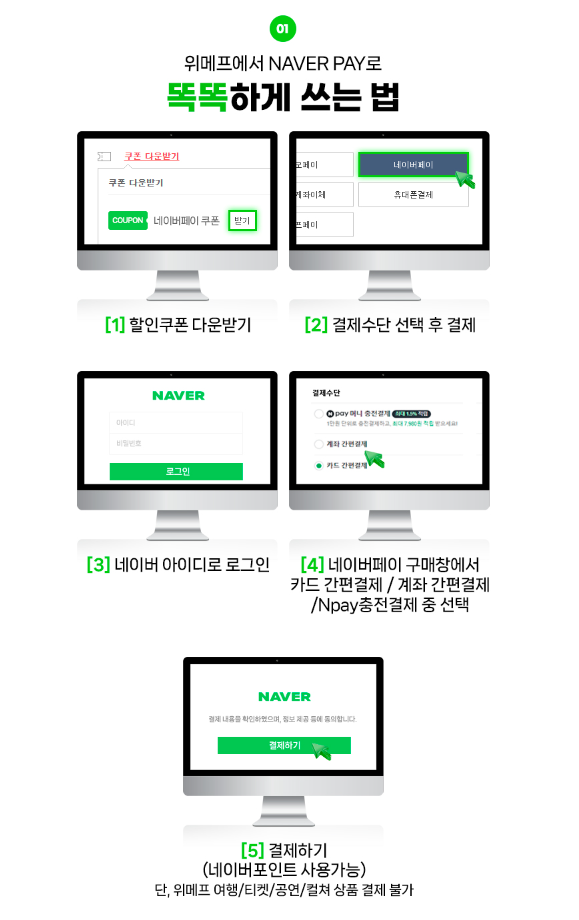 01
위메프에서 NAVER PAY로
똑똑하게 쓰는 법
쿠폰 다운받기
쿠폰 다운받기
COUPON 네이버페이 쿠폰 받기
[1] 할인쿠폰 다운받기
오페이 네이버페이
계좌이체 휴대폰결제
프페이
[2] 결제수단 선택 후 결제
NAVER
아이디
비밀번호
로그인
[3] 네이버 아이디로 로그인
결제수단
N pay 머니 충전결제 최대 1.5% 적립
1만원 단위로 충전결제하고, 최대 7,980원 적립 받으세요!
계좌 간편결제
카드 간편결제
[4] 네이버페이 구매창에서
카드 간편결제 / 계좌 간편결제
/Npay충전결제 중 선택
NAVER
결제 내용을 확인하였으며, 정보 제공 등에 동의합니다.
결제하기
[5] 결제하기
(네이버포인트 사용가능)
단, 위메프 여행/티켓/공연/컬쳐 상품 결제 불가